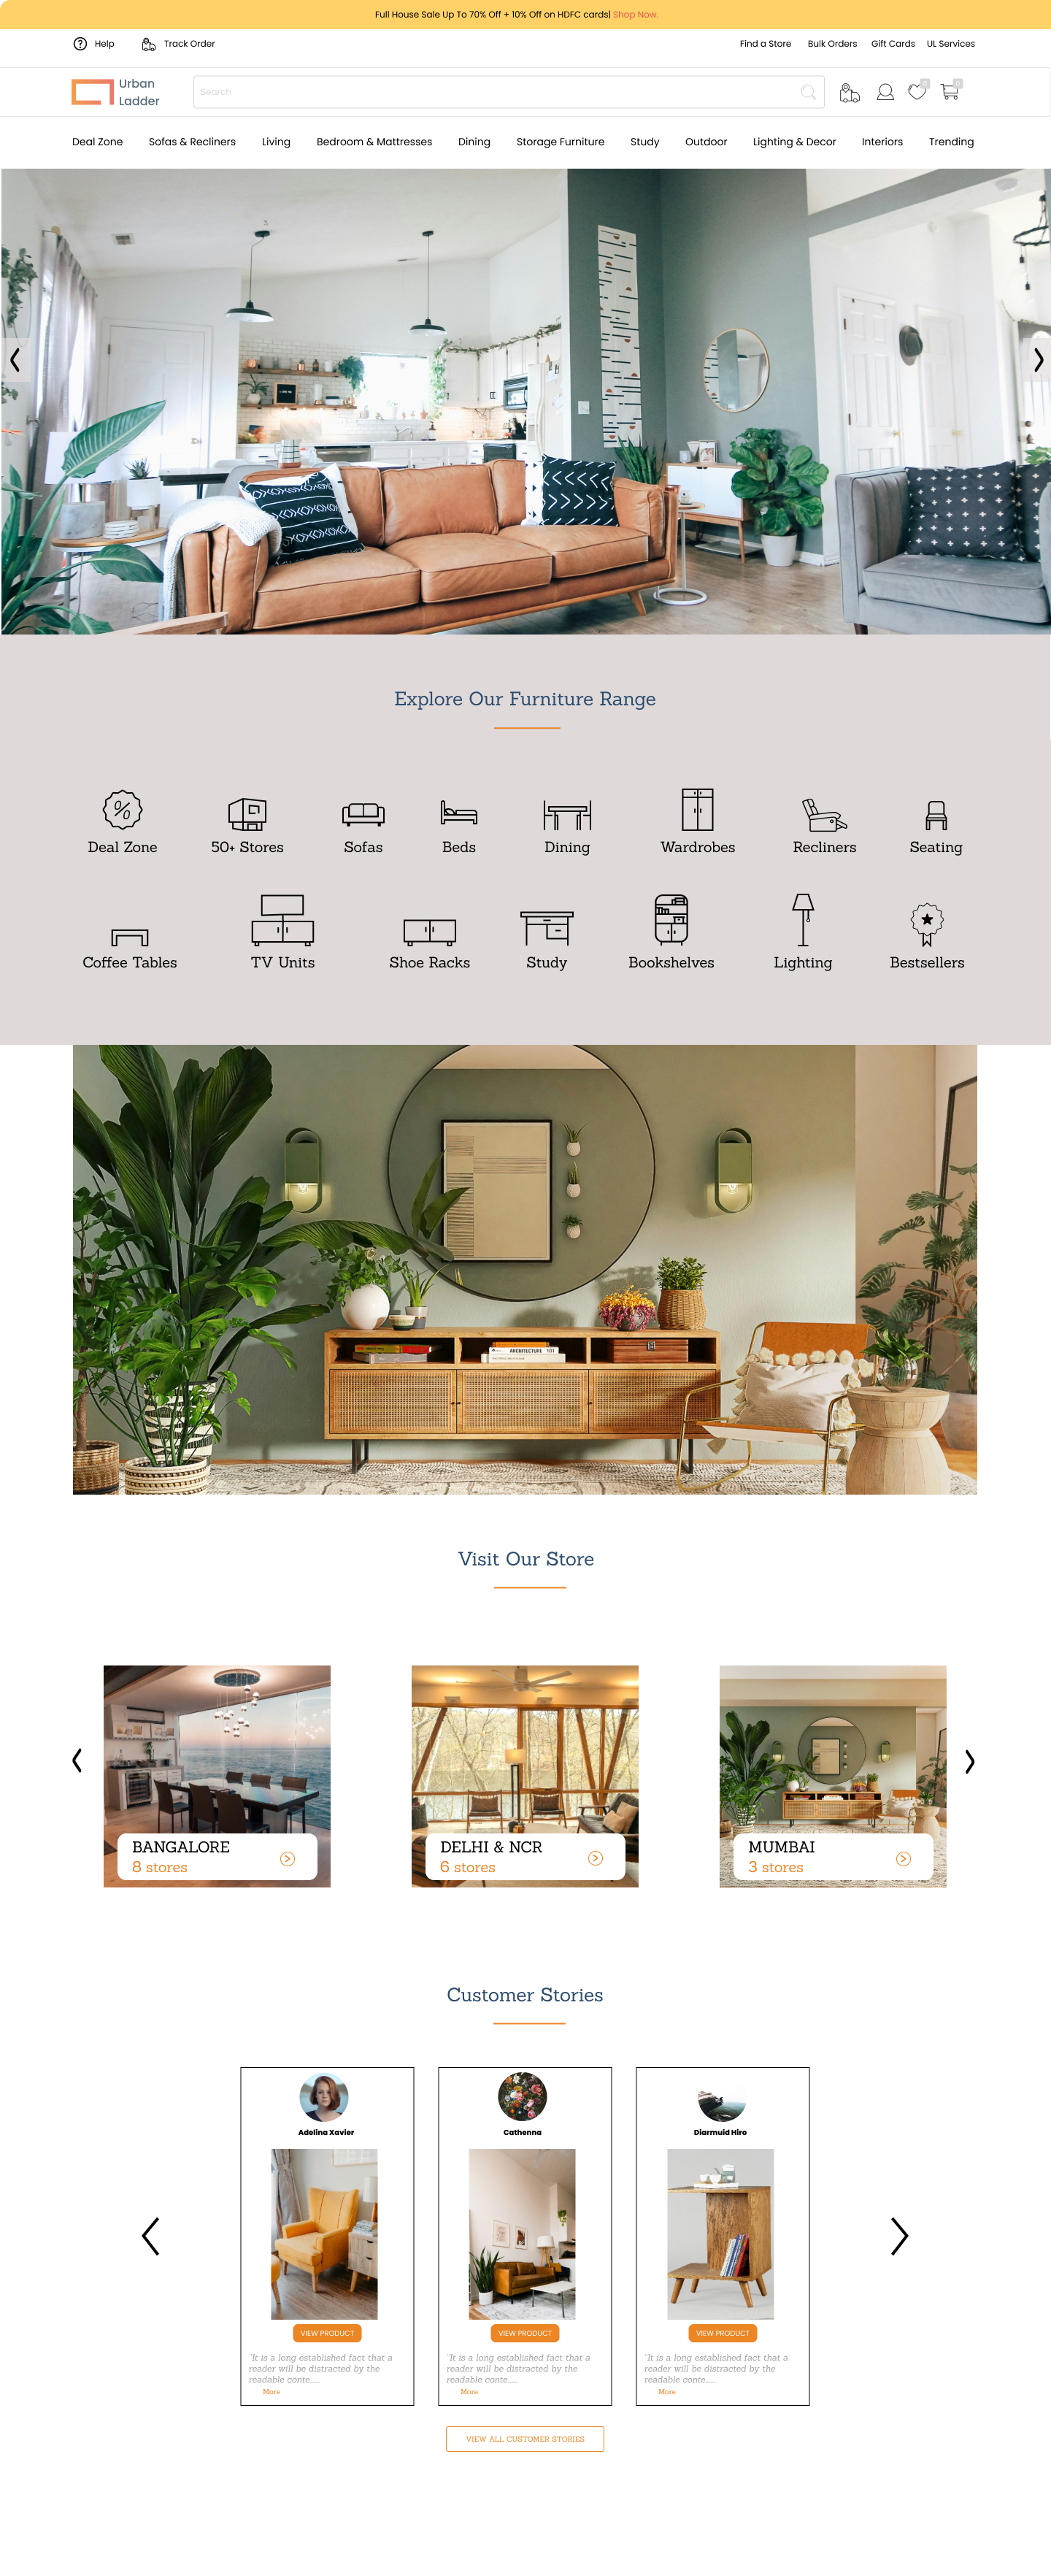 Full House Sale Up To 70% Off + 10% Off on HDFC cards| Shop Now.
Help Track Order Find a Store Bulk Orders Gift Cards UL Services
Urban
Ladder
Search
0 0
Deal Zone Sofas & Recliners Living Bedroom & Mattresses Dining Storage Furniture Study Outdoor Lighting & Decor Interiors Trending
Explore Our Furniture Range
%
Deal Zone 50+ Stores Sofas Beds Dining Wardrobes Recliners Seating
Coffee Tables TV Units Shoe Racks Study Bookshelves Lighting Bestsellers
ARCHITECTURE 101
Visit Our Store
BANGALORE
8 stores
DELHI & NCR
6 stores
MUMBAI
3 stores
Customer Stories
Adelina Xavier
VIEW PRODUCT
"It is a long established fact that a
reader will be distracted by the
readable conte.....
More
Cathenna
VIEW PRODUCT
"It is a long established fact that a
reader will be distracted by the
readable conte.....
More
Diarmuid Hiro
VIEW PRODUCT
"It is a long established fact that a
reader will be distracted by the
readable conte.....
More
VIEW ALL CUSTOMER STORIES